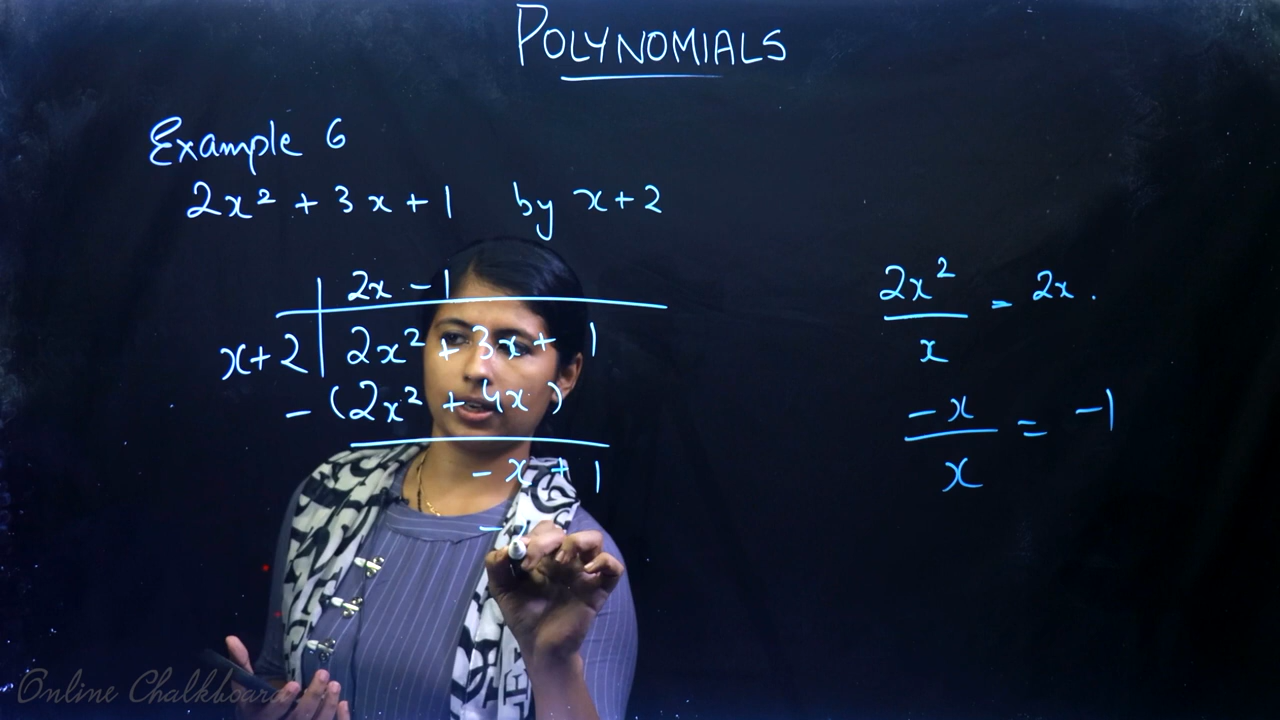 POLYNOMIALS
Example 6
2x² + 3x + 1 by x + 2
2x - 1
x + 2 | 2x² + 3x + 1
- (2x² + 4x )
- x + 1
-
2x² / x = 2x .
-x / x = -1
Online Chalkboard